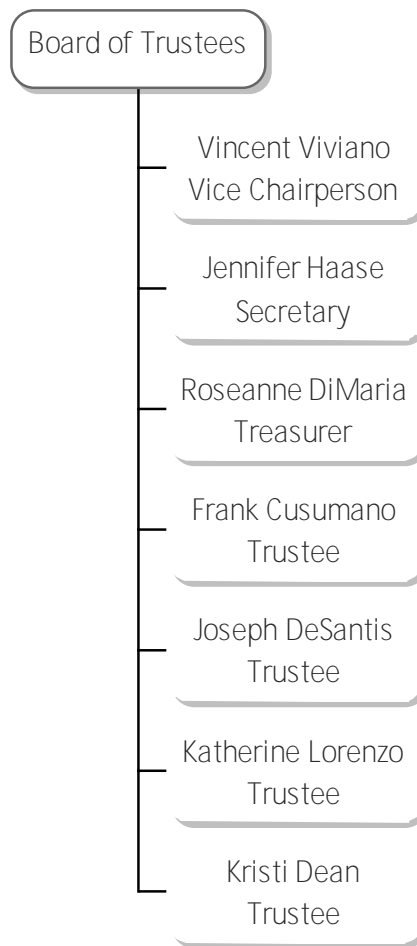 Board of Trustees
Vincent Viviano
Vice Chairperson
Jennifer Haase
Secretary
Roseanne DiMaria
Treasurer
Frank Cusumano
Trustee
Joseph DeSantis
Trustee
Katherine Lorenzo
Trustee
Kristi Dean
Trustee